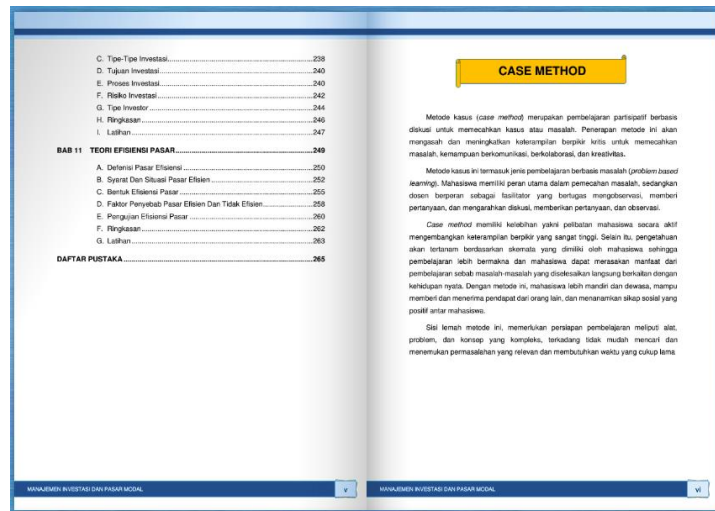 C. Tipe-Tipe Investasi...238
D. Tujuan Investasi...240
E. Proses Investasi...240
F. Risiko Investasi...242
G. Tipe Investor...244
H. Ringkasan...246
I. Latihan...247
BAB 11 TEORI EFISIENSI PASAR...249
A. Defenisi Pasar Efisiensi...250
B. Syarat Dan Situasi Pasar Efisien...252
C. Bentuk Efisiensi Pasar...255
D. Faktor Penyebab Pasar Efisien Dan Tidak Efisien...258
E. Pengujian Efisiensi Pasar...260
F. Ringkasan...262
G. Latihan...263
DAFTAR PUSTAKA...265
MANAJEMEN INVESTASI DAN PASAR MODAL
v
CASE METHOD
Metode kasus (case method) merupakan pembelajaran partisipatif berbasis
diskusi untuk memecahkan kasus atau masalah. Penerapan metode ini akan
mengasah dan meningkatkan keterampilan berpikir kritis untuk memecahkan
masalah, kemampuan berkomunikasi, berkolaborasi, dan kreativitas.
Metode kasus ini termasuk jenis pembelajaran berbasis masalah (problem based
learning). Mahasiswa memiliki peran utama dalam pemecahan masalah, sedangkan
dosen berperan sebagai fasilitator yang bertugas mengobservasi, memberi
pertanyaan, dan mengarahkan diskusi, memberikan pertanyaan, dan observasi.
Case method memiliki kelebihan yakni pelibatan mahasiswa secara aktif
mengembangkan keterampilan berpikir yang sangat tinggi. Selain itu, pengetahuan
akan tertanam berdasarkan skemata yang dimiliki oleh mahasiswa sehingga
pembelajaran lebih bermakna dan mahasiswa dapat merasakan manfaat dari
pembelajaran sebab masalah-masalah yang diselesaikan langsung berkaitan dengan
kehidupan nyata. Dengan metode ini, mahasiswa lebih mandiri dan dewasa, mampu
memberi dan menerima pendapat dari orang lain, dan menanamkan sikap sosial yang
positif antar mahasiswa.
Sisi lemah metode ini, memerlukan persiapan pembelajaran meliputi alat,
problem, dan konsep yang kompleks, terkadang tidak mudah mencari dan
menemukan permasalahan yang relevan dan membutuhkan waktu yang cukup lama
MANAJEMEN INVESTASI DAN PASAR MODAL
vi